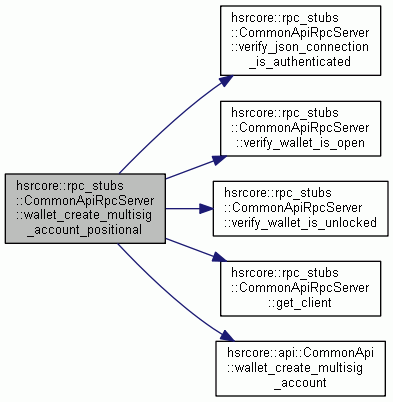 hsrcore::rpc_stubs
::CommonApiRpcServer
::wallet_create_multisig
_account_positional
hsrcore::rpc_stubs
::CommonApiRpcServer
::verify_json_connection
_is_authenticated
hsrcore::rpc_stubs
::CommonApiRpcServer
::verify_wallet_is_open
hsrcore::rpc_stubs
::CommonApiRpcServer
::verify_wallet_is_unlocked
hsrcore::rpc_stubs
::CommonApiRpcServer
::get_client
hsrcore::api::CommonApi
::wallet_create_multisig
_account